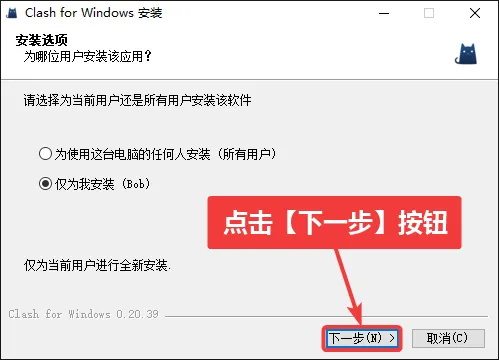 Clash for Windows 安装
安装选项
为哪位用户安装该应用？
请选择为当前用户还是所有用户安装该软件
为使用这台电脑的任何人安装（所有用户）
仅为我安装（Bob）
点击【下一步】按钮
仅为当前用户进行全新安装.
Clash for Windows 0.20.39
下一步(N) >
取消(C)